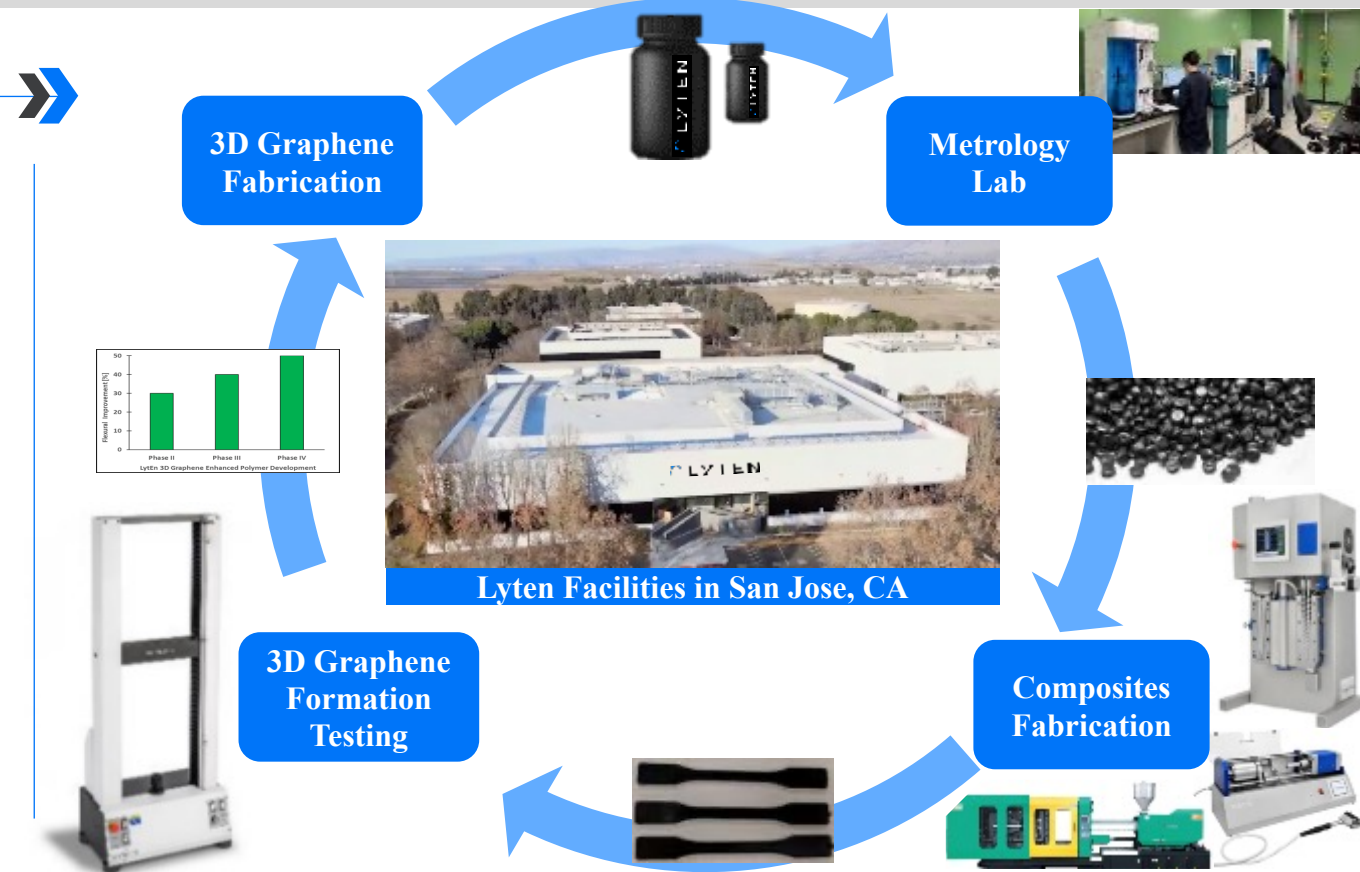 3D Graphene
Fabrication
LYTEN
LYTEN
Metrology
Lab
50
40
30
20
10
0
Flexural Improvement [%]
Phase II
Phase III
Phase IV
LytEn 3D Graphene Enhanced Polymer Development
LYTEN
Lyten Facilities in San Jose, CA
3D Graphene
Formation
Testing
Composites
Fabrication